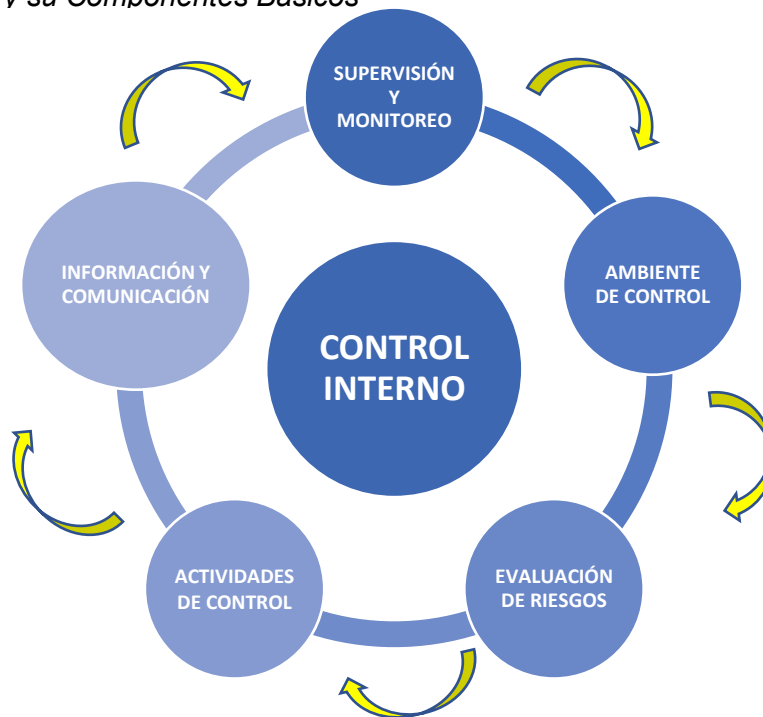 y su Componentes Básicos
SUPERVISIÓN
Y
MONITOREO
AMBIENTE
DE CONTROL
EVALUACIÓN
DE RIESGOS
ACTIVIDADES
DE CONTROL
INFORMACIÓN Y
COMUNICACIÓN
CONTROL
INTERNO